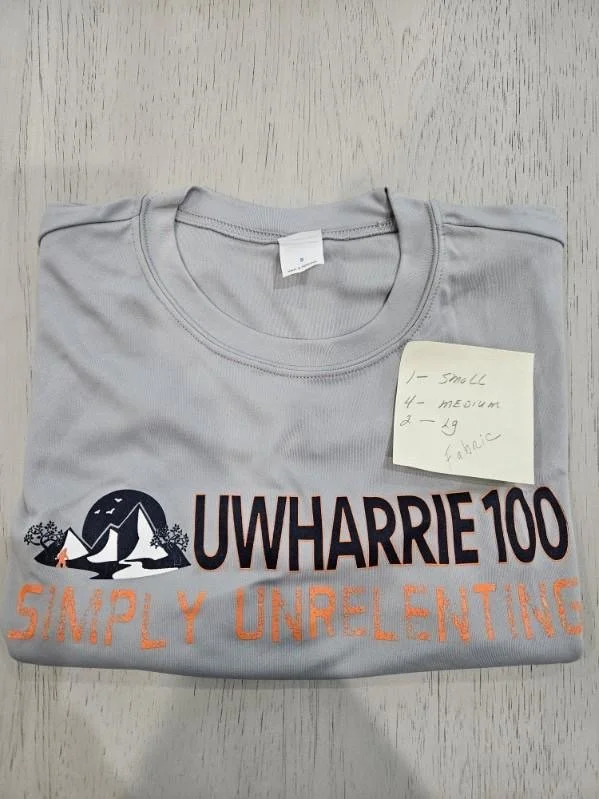 1 - SMALL
4 - MEDIUM
2 - Lg
Fabric
UWHARRIE 100
SIMPLY UNRELENTING